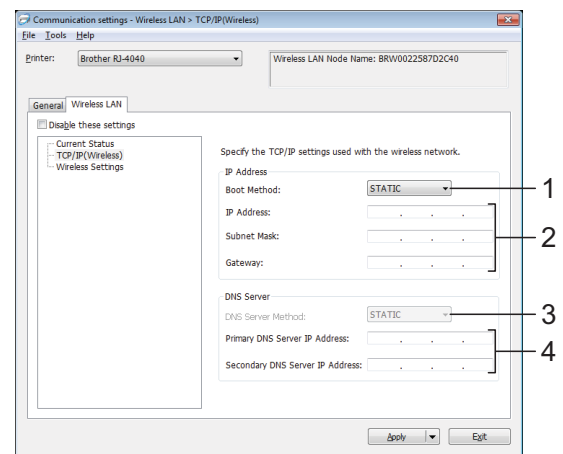 Communication settings - Wireless LAN > TCP/IP(Wireless)
File Tools Help
Printer: Brother RJ-4040
Wireless LAN Node Name: BRW0022587D2C40
General Wireless LAN
Disable these settings
Current Status
TCP/IP(Wireless)
Wireless Settings
Specify the TCP/IP settings used with the wireless network.
IP Address
Boot Method: STATIC 1
IP Address: . . .
2
Subnet Mask: . . .
Gateway: . . .
DNS Server
DNS Server Method: STATIC 3
Primary DNS Server IP Address: . . .
4
Secondary DNS Server IP Address: . . .
Apply Exit